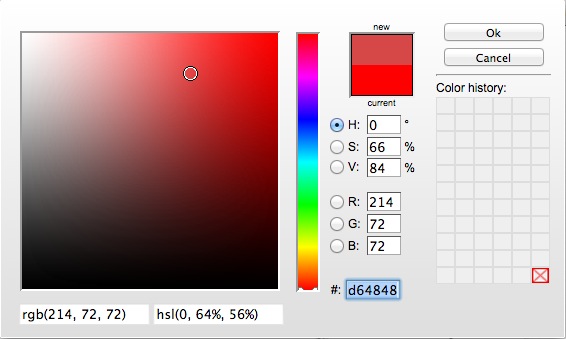 new
current
Ok
Cancel
Color history:
H: 0 °
S: 66 %
V: 84 %
R: 214
G: 72
B: 72
#: d64848
rgb(214, 72, 72)
hsl(0, 64%, 56%)